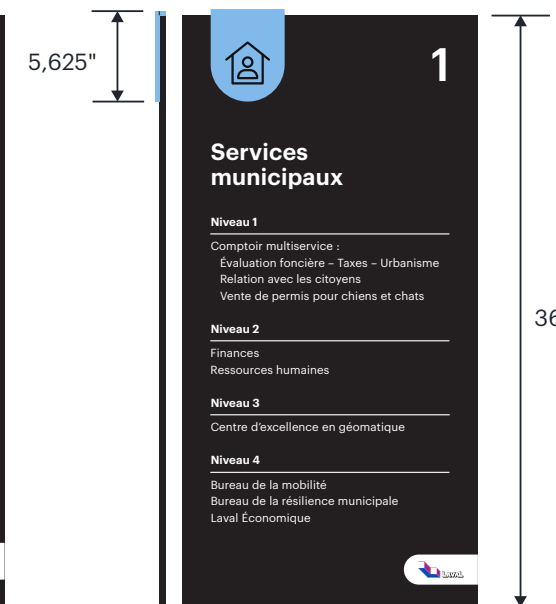 5,625"
1
Services
municipaux
Niveau 1
Comptoir multiservice :
Évaluation foncière – Taxes – Urbanisme
Relation avec les citoyens
Vente de permis pour chiens et chats
36
Niveau 2
Finances
Ressources humaines
Niveau 3
Centre d'excellence en géomatique
Niveau 4
Bureau de la mobilité
Bureau de la résilience municipale
Laval Économique
LAVAL